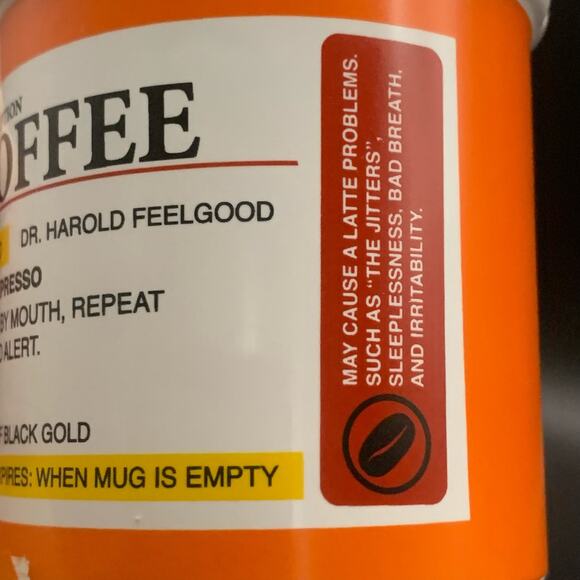 OFFEE
DR. HAROLD FEELGOOD
PRESSO
BY MOUTH, REPEAT
ALERT.
BLACK GOLD
PIRES: WHEN MUG IS EMPTY
MAY CAUSE A LATTE PROBLEMS.
SUCH AS "THE JITTERS",
SLEEPLESSNESS, BAD BREATH,
AND IRRITABILITY.